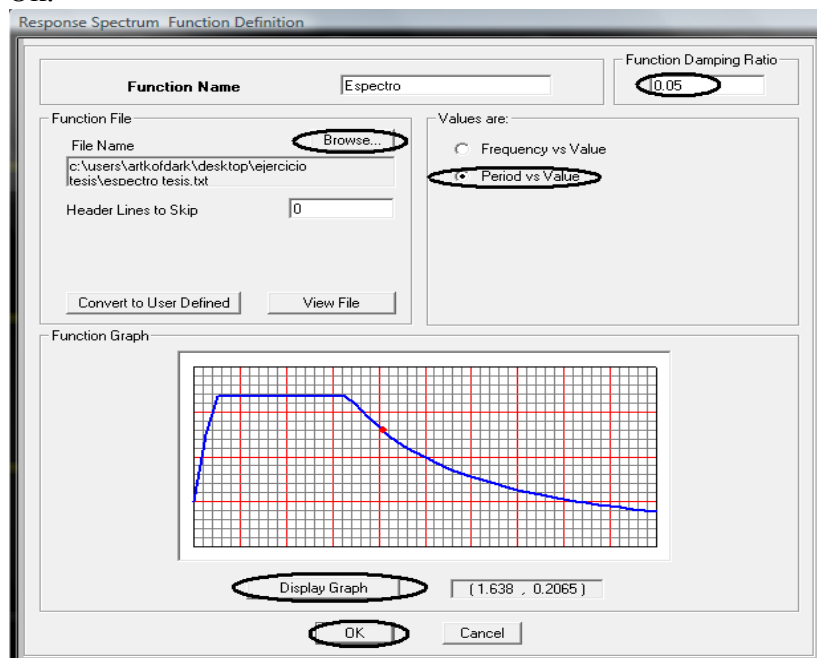 OK.
Response Spectrum Function Definition
Function Name
Espectro
Function Damping Ratio
0.05
Function File
File Name
Browse...
c:\users\artkofdark\desktop\ejercicio
tesis\espectro tesis.txt
Header Lines to Skip
0
Convert to User Defined
View File
Values are:
Frequency vs Value
Period vs Value
Function Graph
Display Graph
( 1.638 , 0.2065 )
OK
Cancel